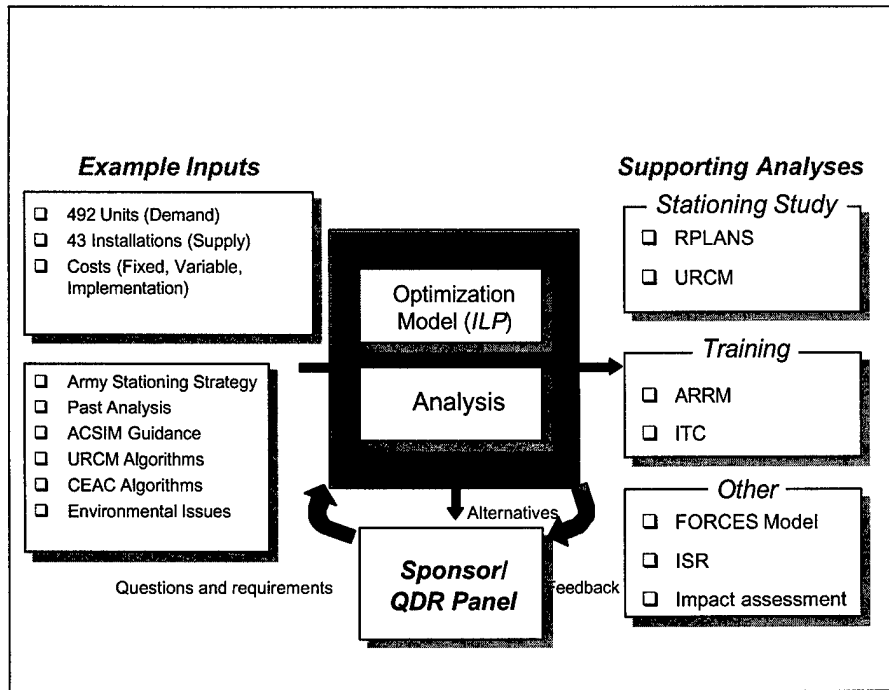 Example Inputs
❑ 492 Units (Demand)
❑ 43 Installations (Supply)
❑ Costs (Fixed, Variable,
Implementation)
❑ Army Stationing Strategy
❑ Past Analysis
❑ ACSIM Guidance
❑ URCM Algorithms
❑ CEAC Algorithms
❑ Environmental Issues
Optimization
Model (ILP)
Analysis
Alternatives
Questions and requirements
Sponsor/
QDR Panel
Feedback
Supporting Analyses
Stationing Study
❑ RPLANS
❑ URCM
Training
❑ ARRM
❑ ITC
Other
❑ FORCES Model
❑ ISR
❑ Impact assessment